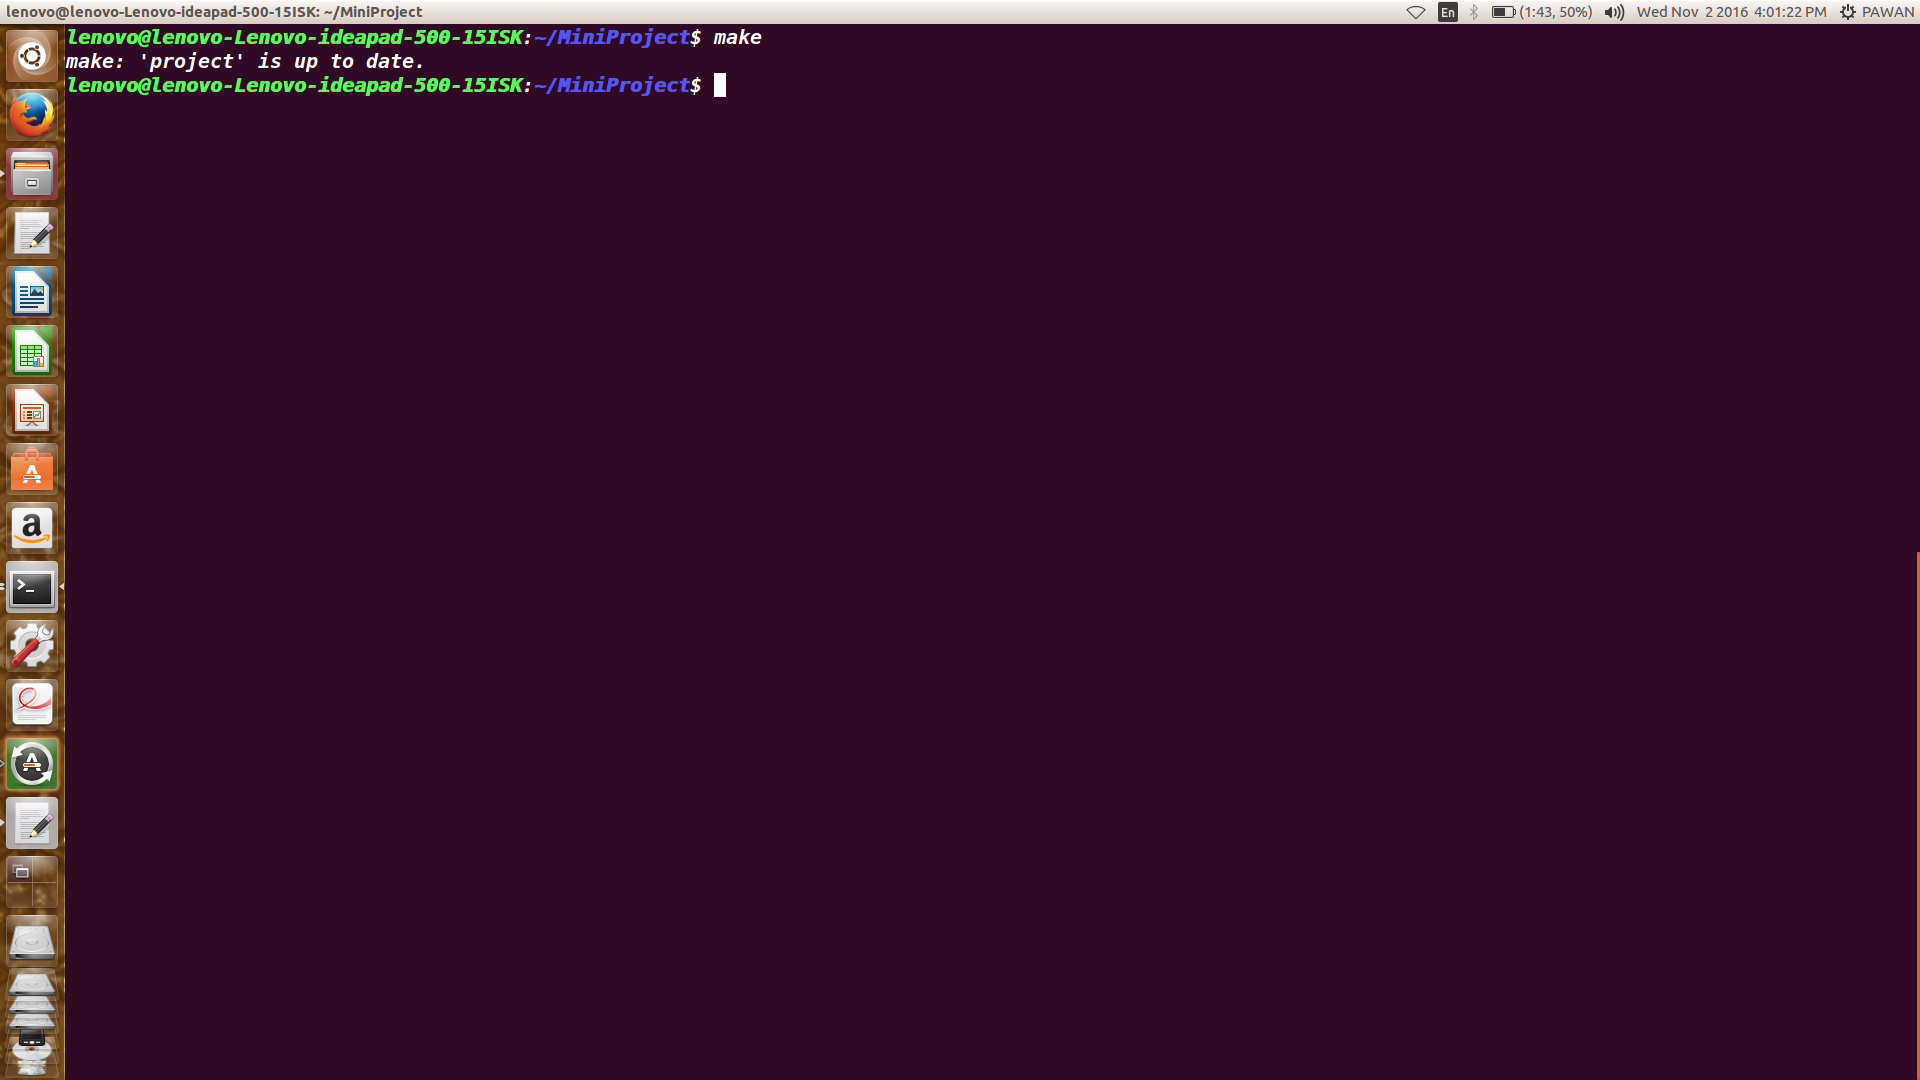 lenovo@lenovo-Lenovo-ideapad-500-15ISK: ~/MiniProject
En
(1:43, 50%)
Wed Nov 2 2016 4:01:22 PM
PAWAN
lenovo@lenovo-Lenovo-ideapad-500-15ISK:~/MiniProject$ make
make: 'project' is up to date.
lenovo@lenovo-Lenovo-ideapad-500-15ISK:~/MiniProject$